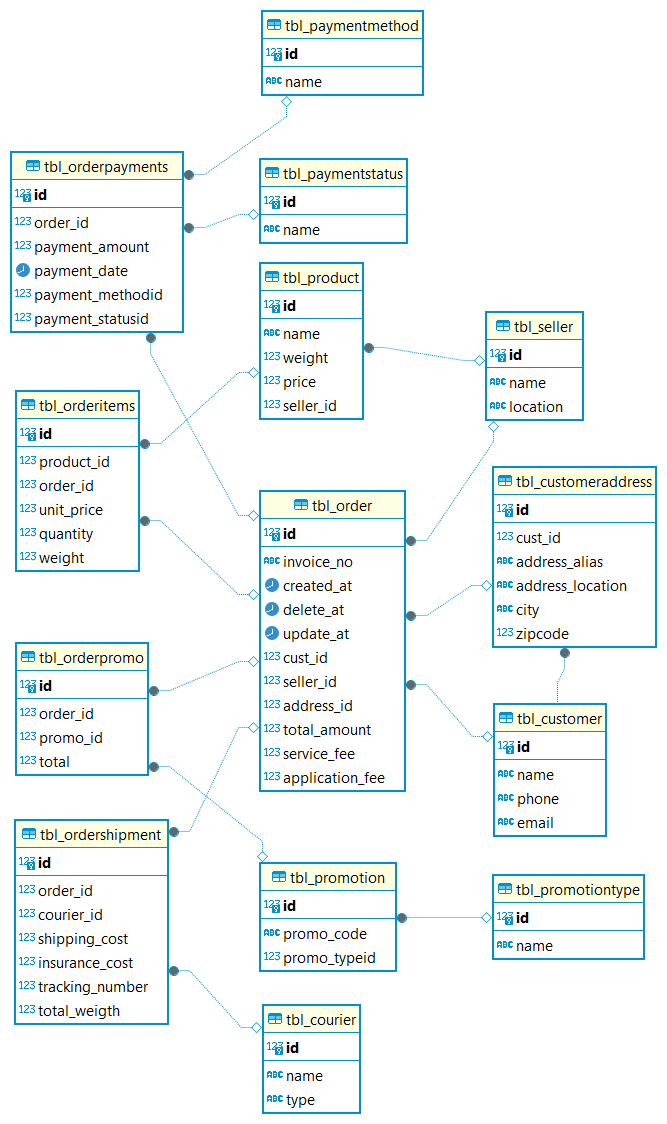 tbl_paymentmethod
123 id
ABC name
tbl_orderpayments
123 id
123 order_id
123 payment_amount
payment_date
123 payment_methodid
123 payment_statusid
tbl_paymentstatus
123 id
ABC name
tbl_product
123 id
ABC name
123 weight
123 price
123 seller_id
tbl_seller
123 id
ABC name
ABC location
tbl_orderitems
123 id
123 product_id
123 order_id
123 unit_price
123 quantity
123 weight
tbl_order
123 id
ABC invoice_no
created_at
delete_at
update_at
123 cust_id
123 seller_id
123 address_id
123 total_amount
123 service_fee
123 application_fee
tbl_customeraddress
123 id
123 cust_id
ABC address_alias
ABC address_location
ABC city
123 zipcode
tbl_orderpromo
123 id
123 order_id
123 promo_id
123 total
tbl_customer
123 id
ABC name
ABC phone
ABC email
tbl_ordershipment
123 id
123 order_id
123 courier_id
123 shipping_cost
123 insurance_cost
123 tracking_number
123 total_weigth
tbl_promotion
123 id
ABC promo_code
123 promo_typeid
tbl_promotiontype
123 id
ABC name
tbl_courier
123 id
ABC name
ABC type